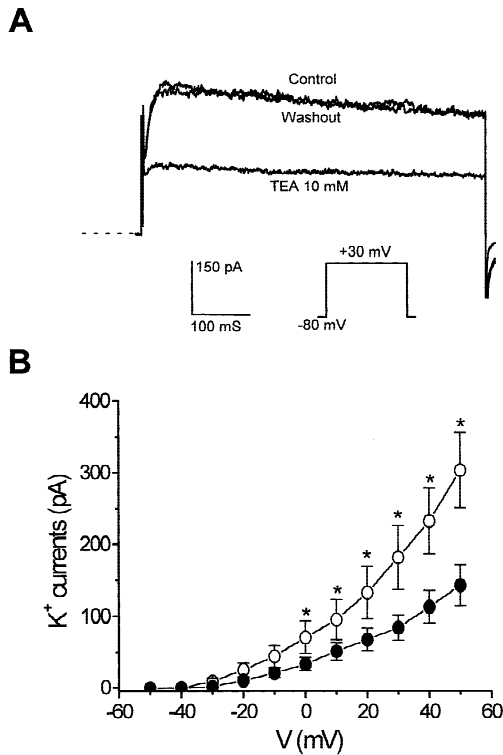 A
Control
Washout
TEA 10 mM
150 pA
100 mS
+30 mV
-80 mV
B
K+ currents (pA)
400
300
200
100
0
* * * * * *
-60 -40 -20 0 20 40 60
V (mV)